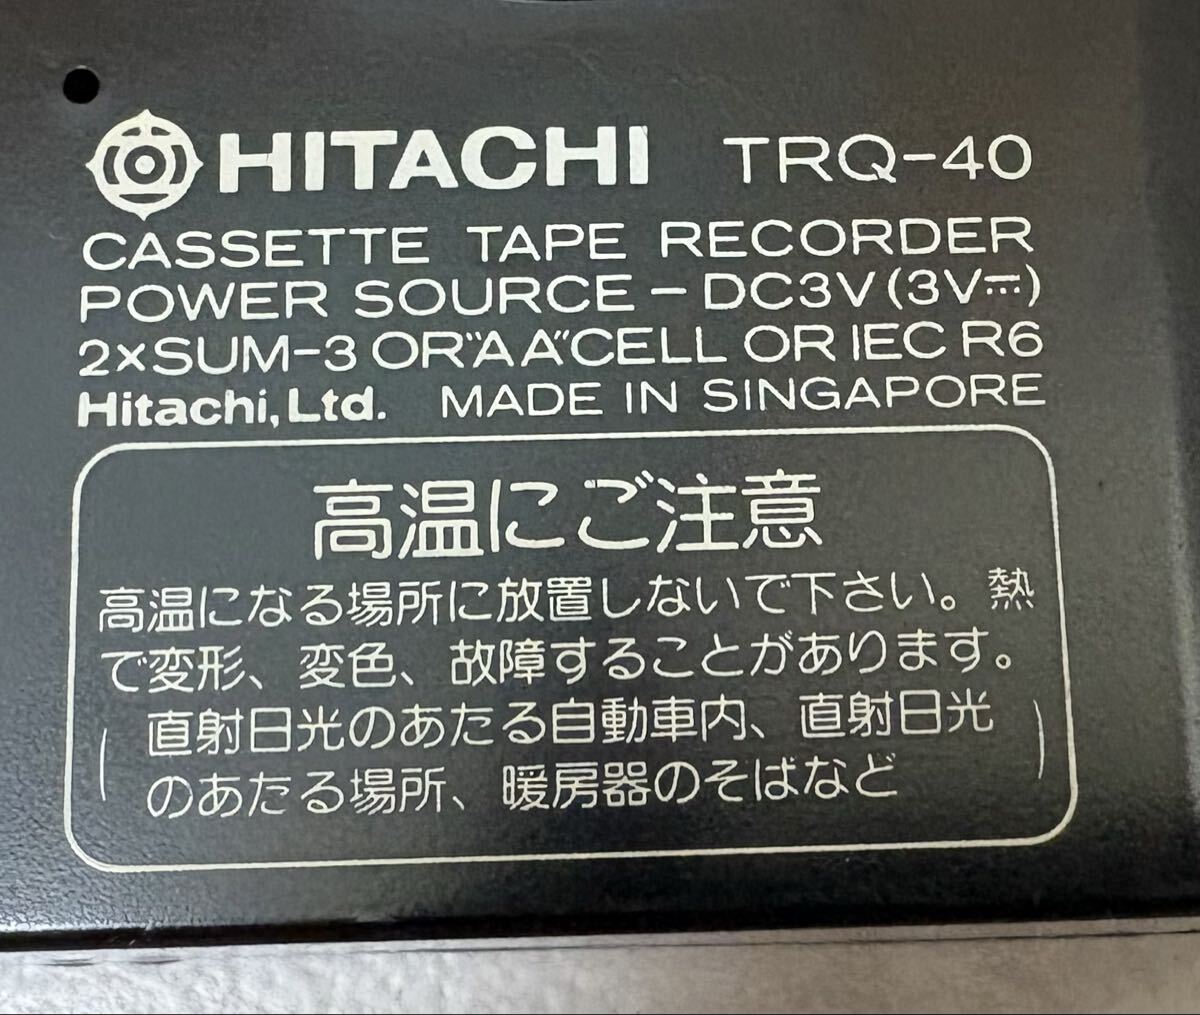 HITACHI TRQ-40
CASSETTE TAPE RECORDER
POWER SOURCE – DC3V (3V⎓)
2×SUM-3 OR "AA" CELL OR IEC R6
Hitachi, Ltd. MADE IN SINGAPORE
高温にご注意
高温になる場所に放置しないで下さい。熱
で変形、変色、故障することがあります。
(直射日光のあたる自動車内、直射日光
のあたる場所、暖房器のそばなど)